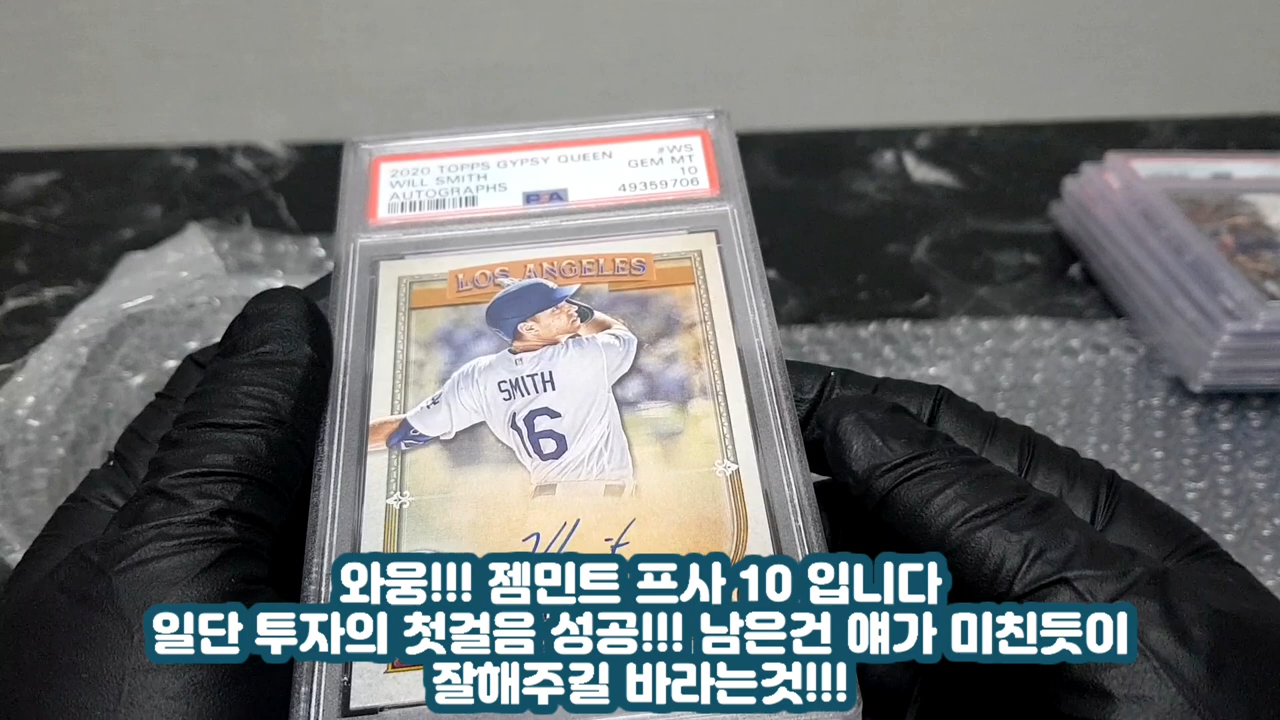 2020 TOPPS GYPSY QUEEN #WS
WILL SMITH GEM MT
AUTOGRAPHS 10
PSA 49359706
LOS ANGELES
SMITH
16
와웅!!! 젬민트 프사 10 입니다
일단 투자의 첫걸음 성공!!! 남은건 얘가 미친듯이
잘해주길 바라는것!!!